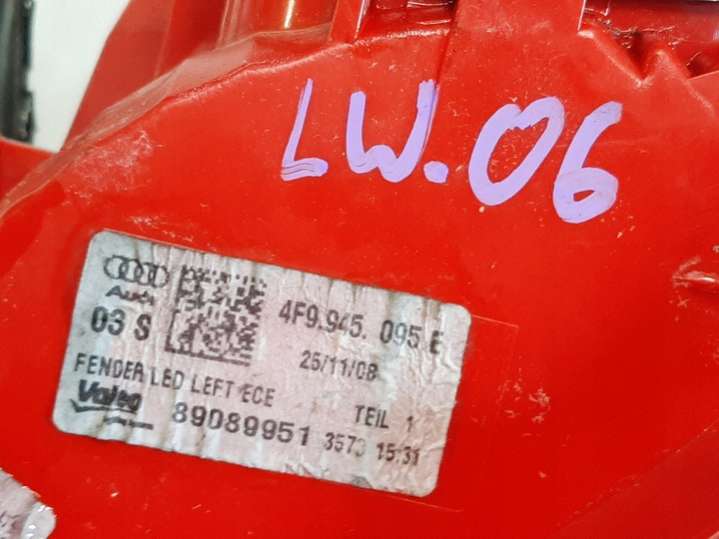 LW.06
Audi
4F9.945. 095 E
03 S
25/11/08
FENDER LED LEFT ECE
Valeo
TEIL 1
89089951 3573 15:31